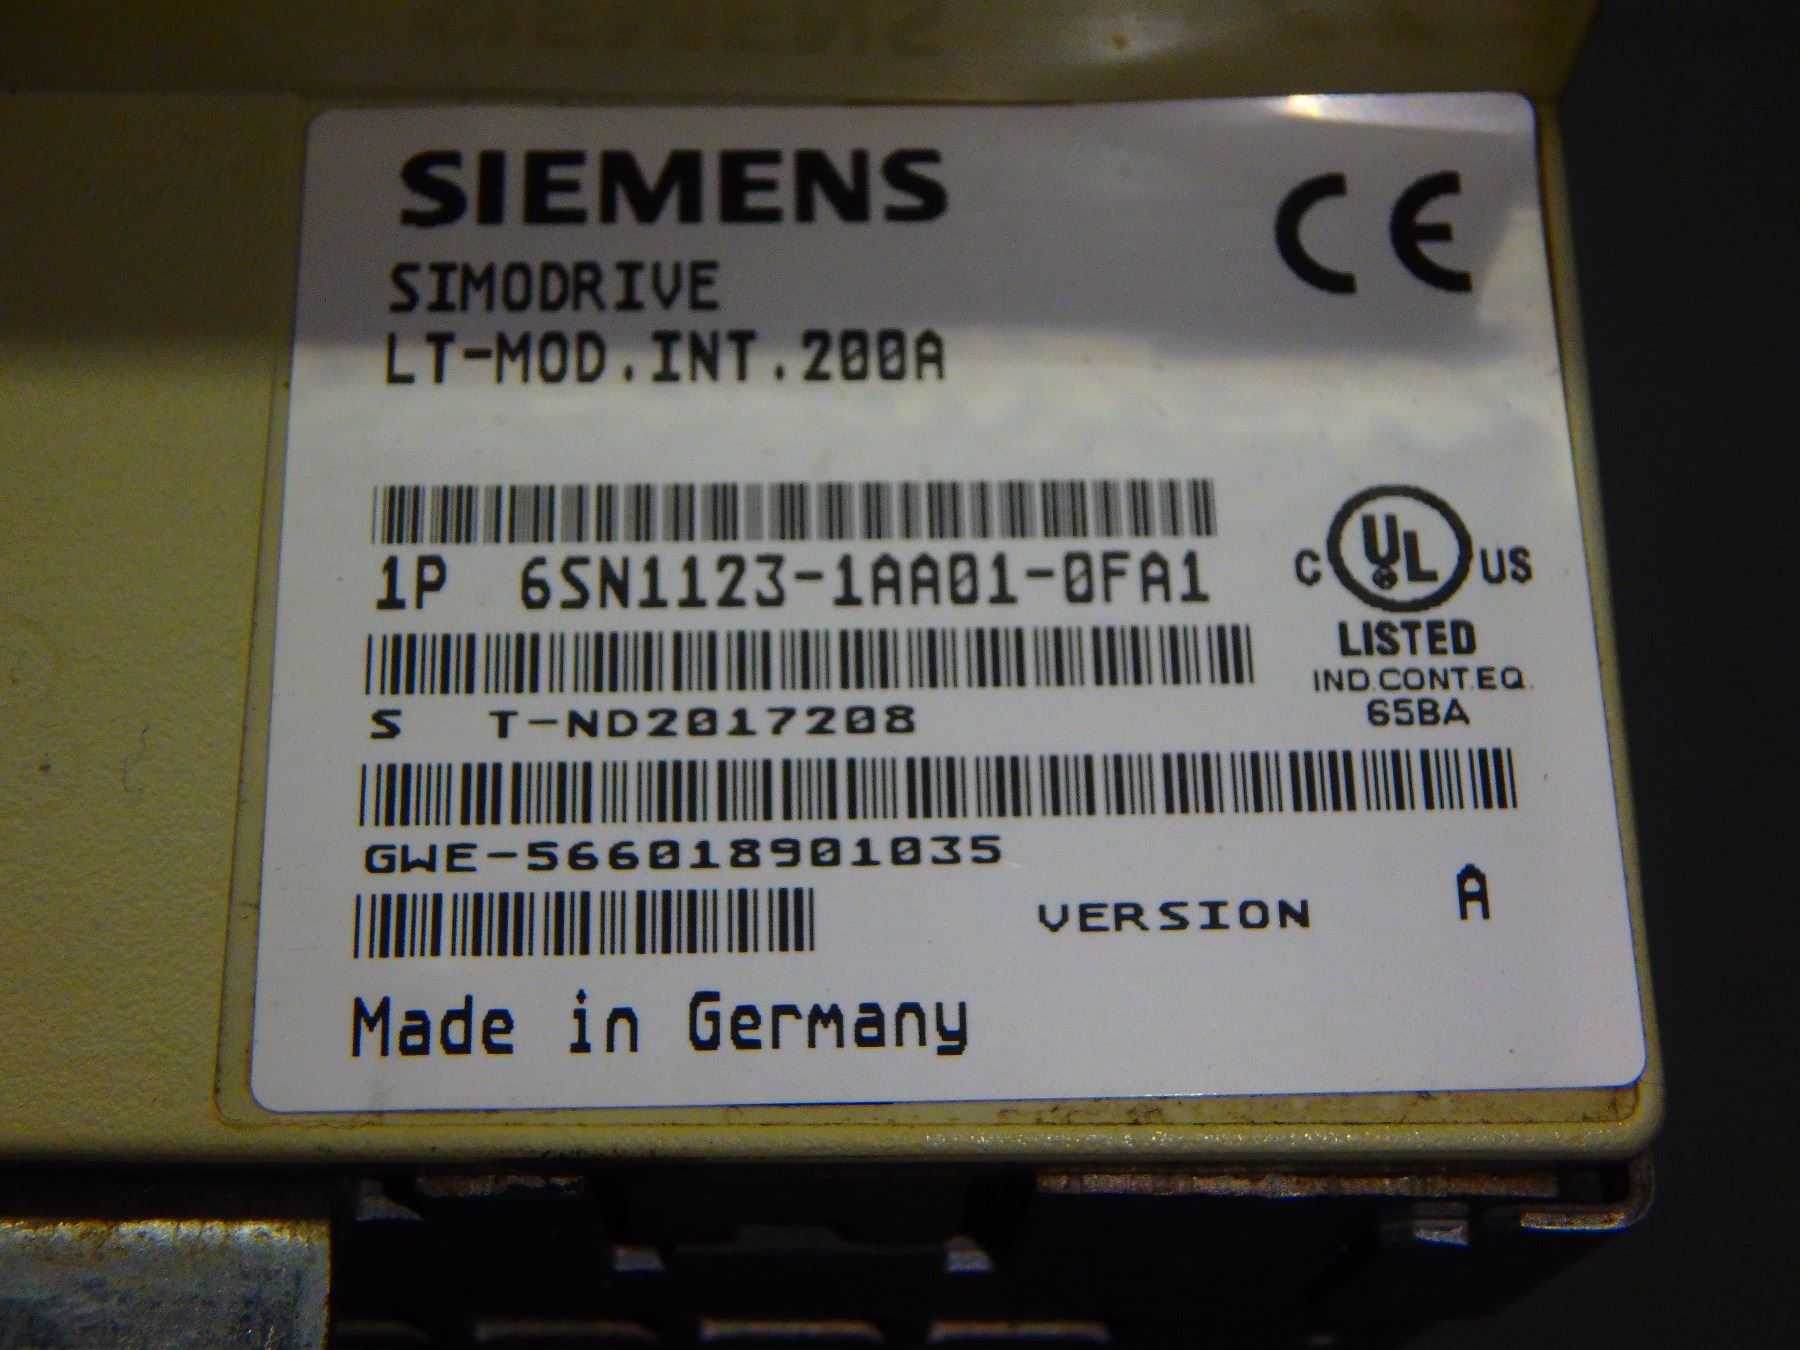 SIEMENS
CE
SIMODRIVE
LT-MOD.INT.200A
1P 6SN1123-1AA01-0FA1
C UL US
LISTED
IND.CONT.EQ.
65BA
S T-ND2017208
GWE-566018901035
VERSION A
Made in Germany